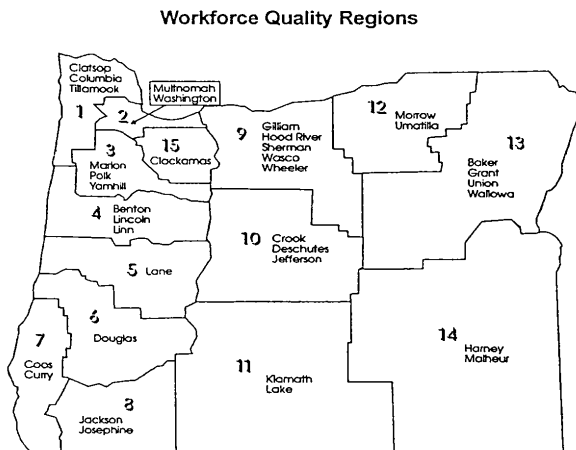 Workforce Quality Regions
Clatsop
Columbia
Tillamook
1
Multnomah
Washington
2
3
Marion
Polk
Yamhill
15
Clockamas
9
Gilliam
Hood River
Sherman
Wasco
Wheeler
12
Morrow
Umatilla
13
Baker
Grant
Union
Wallowa
4
Benton
Lincoln
Linn
10
Crook
Deschutes
Jefferson
5 Lane
6
Douglas
7
Coos
Curry
8
Jackson
Josephine
11
Klamath
Lake
14
Harney
Malheur